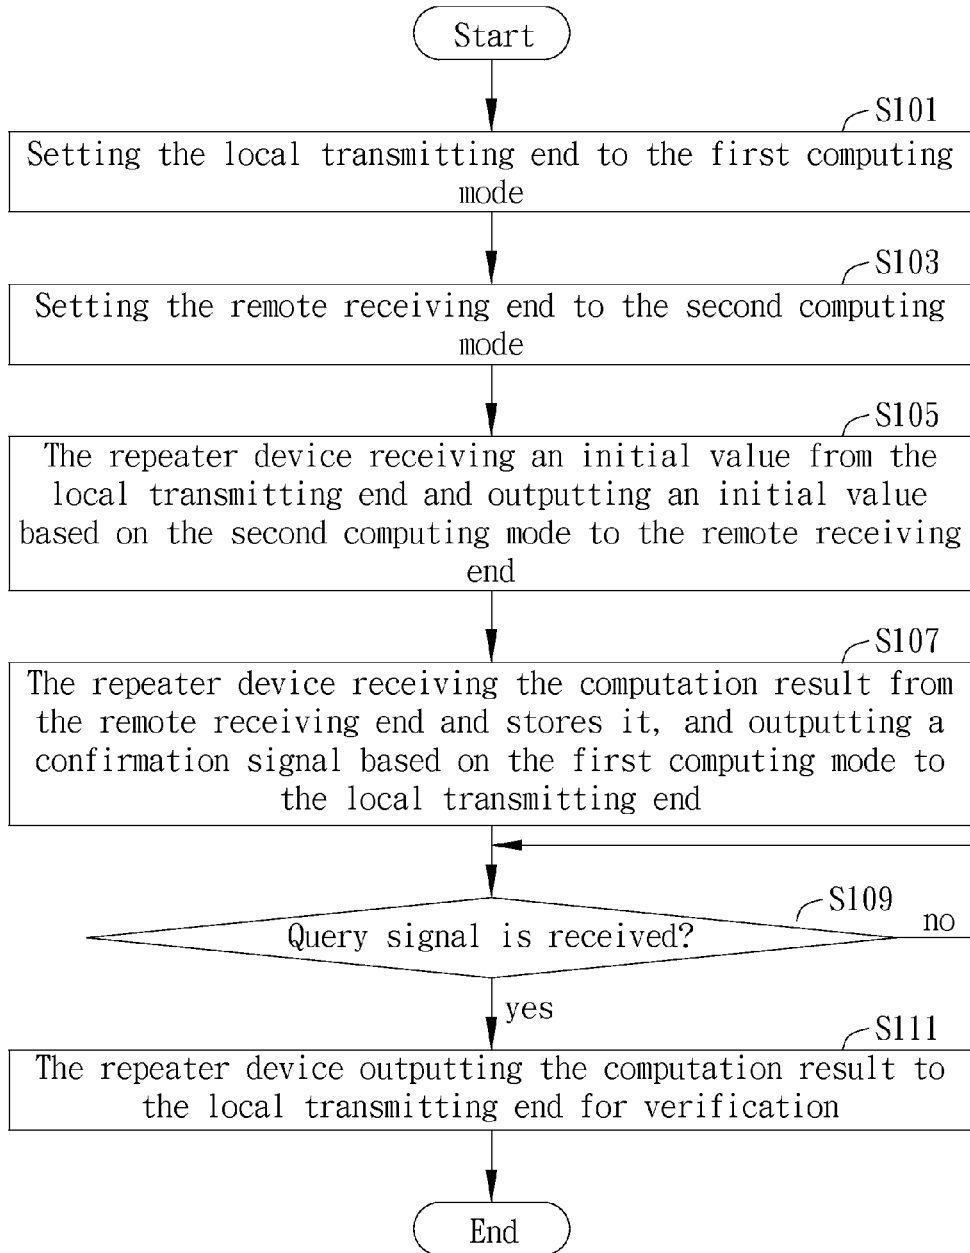 Start
S101
Setting the local transmitting end to the first computing
mode
S103
Setting the remote receiving end to the second computing
mode
S105
The repeater device receiving an initial value from the
local transmitting end and outputting an initial value
based on the second computing mode to the remote receiving
end
S107
The repeater device receiving the computation result from
the remote receiving end and stores it, and outputting a
confirmation signal based on the first computing mode to
the local transmitting end
S109
Query signal is received?
no
yes
S111
The repeater device outputting the computation result to
the local transmitting end for verification
End